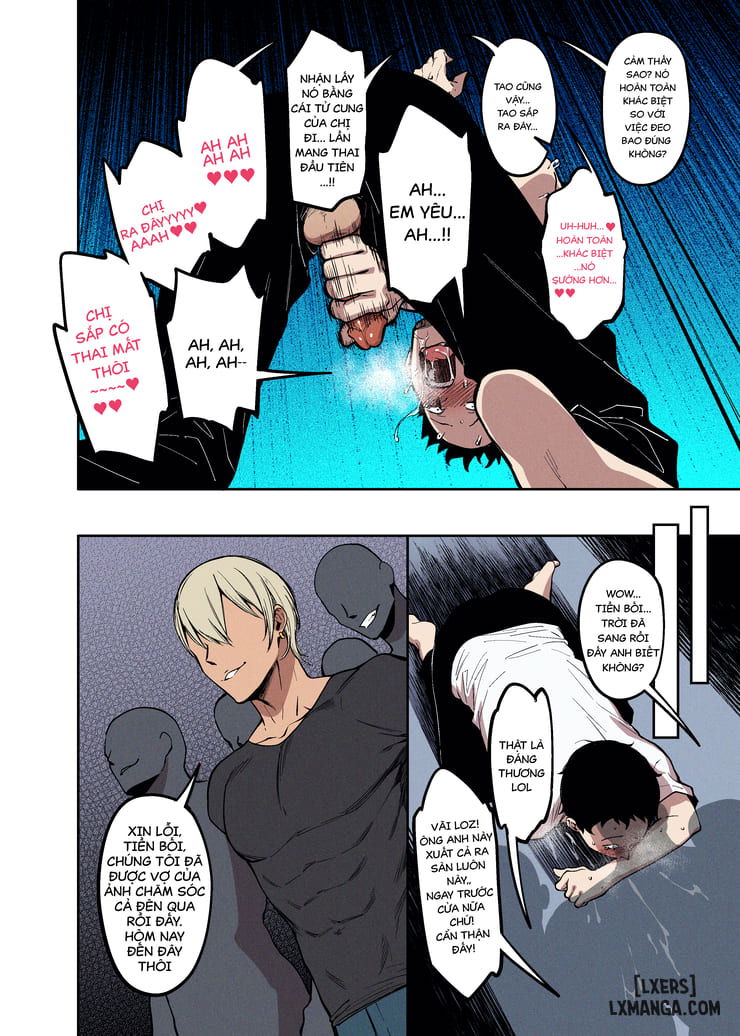 CẢM THẤY
SAO? NÓ
HOÀN TOÀN
KHÁC BIỆT
SO VỚI
VIỆC ĐEO
BAO ĐÚNG
KHÔNG?
TAO CŨNG
VẬY...
TAO SẮP
RA ĐÂY...
UH-HUH...♥
HOÀN TOÀN
...KHÁC BIỆT
...NÓ
SƯỚNG HƠN...
♥♥
NHẬN LẤY
NÓ BẰNG
CÁI TỬ CUNG
CỦA CHỊ
ĐI... LẦN
MANG THAI
ĐẦU TIÊN
...!!
AH...
EM YÊU...
AH...!!
AH AH
AH AH
♥♥♥
CHỊ
RA ĐÂYYYYY♥
AAAH♥♥
CHỊ
SẮP CÓ
THAI MẤT
THÔI
~~~~♥
♥♥
AH, AH,
AH, AH--
WOW...
TIỀN BỐI...
TRỜI ĐÃ
SANG RỒI
ĐẤY ANH BIẾT
KHÔNG?
THẬT LÀ
ĐÁNG
THƯƠNG
LOL
VÃI LOZ!
ÔNG ANH NÀY
XUẤT CẢ RA
SÀN LUÔN
NÀY,,
NGAY TRƯỚC
CỬA NỮA
CHỨ!
CẨN THẬN
ĐẤY!
XIN LỖI,
TIỀN BỐI,
CHÚNG TÔI ĐÃ
ĐƯỢC VỢ CỦA
ANH CHĂM SÓC
CẢ ĐÊN QUA
RỒI ĐẤY.
HÔM NAY
ĐẾN ĐÂY
THÔI
[LXERS]
LXMANGA.COM